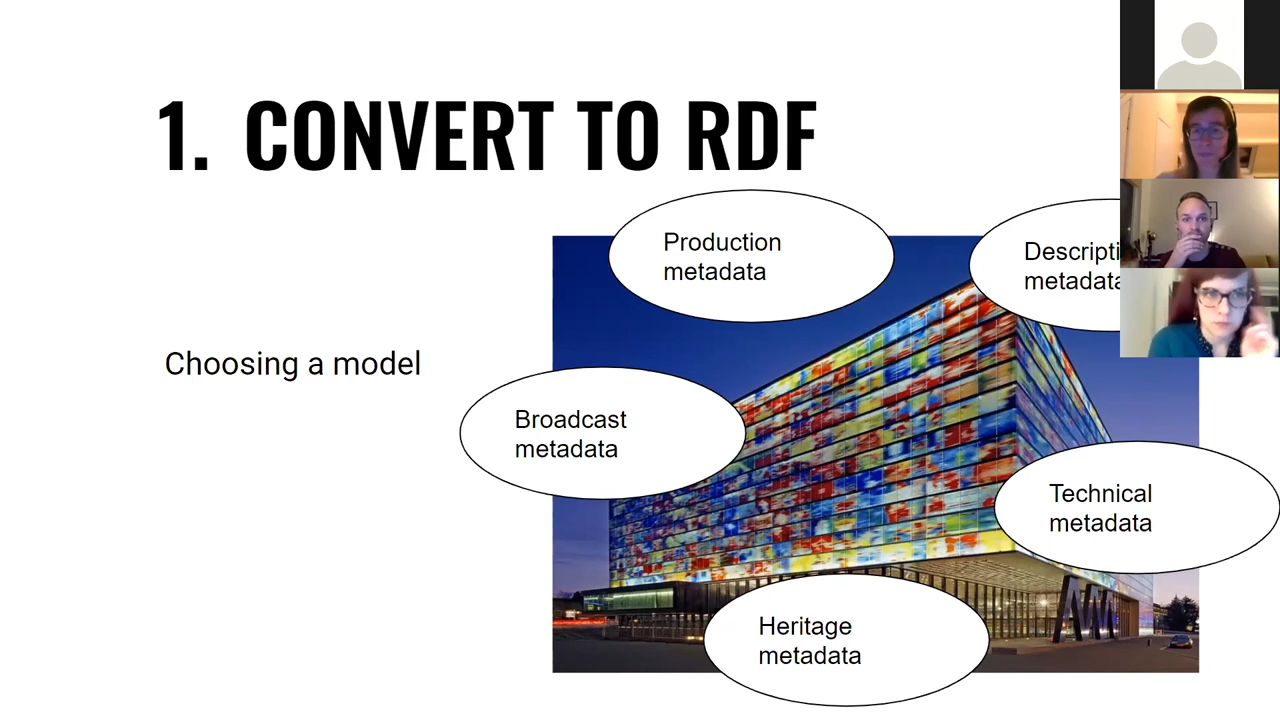 1. CONVERT TO RDF
Production
metadata
Choosing a model
Broadcast
metadata
Technical
metadata
Heritage
metadata